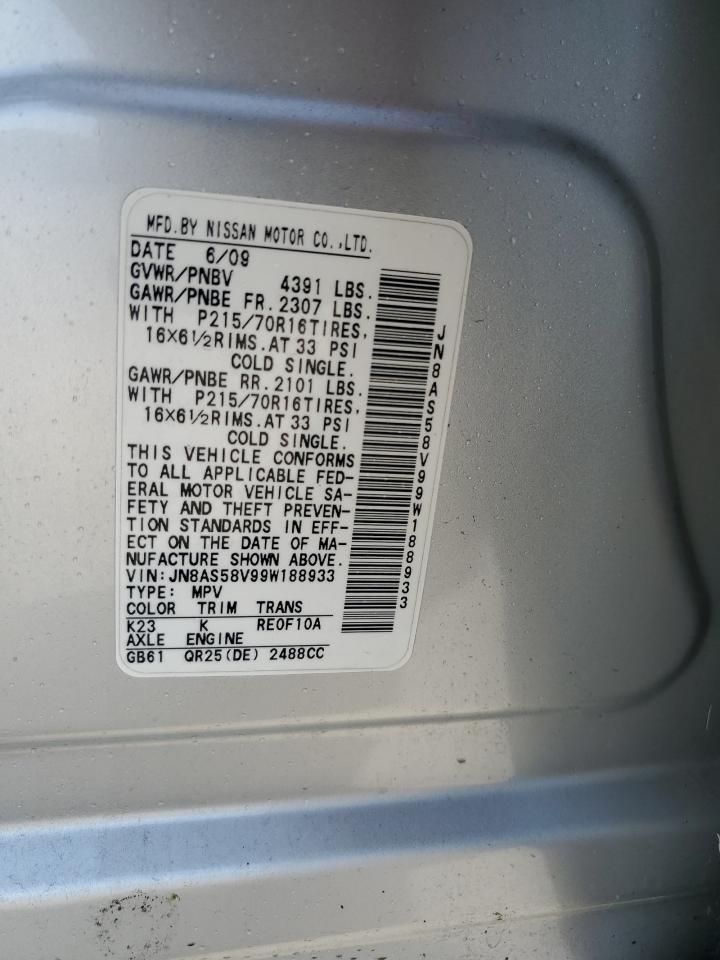 MFD.BY NISSAN MOTOR CO.,LTD.
DATE 6/09
GVWR/PNBV 4391 LBS.
GAWR/PNBE FR.2307 LBS.
WITH P215/70R16TIRES,
16X6½RIMS.AT 33 PSI
COLD SINGLE.
GAWR/PNBE RR.2101 LBS.
WITH P215/70R16TIRES,
16X6½RIMS.AT 33 PSI
COLD SINGLE.
THIS VEHICLE CONFORMS
TO ALL APPLICABLE FED-
ERAL MOTOR VEHICLE SA-
FETY AND THEFT PREVEN-
TION STANDARDS IN EFF-
ECT ON THE DATE OF MA-
NUFACTURE SHOWN ABOVE.
VIN:JN8AS58V99W188933
TYPE: MPV
COLOR TRIM TRANS
K23 K RE0F10A
AXLE ENGINE
GB61 QR25(DE) 2488CC
JN8AS58V99W188933